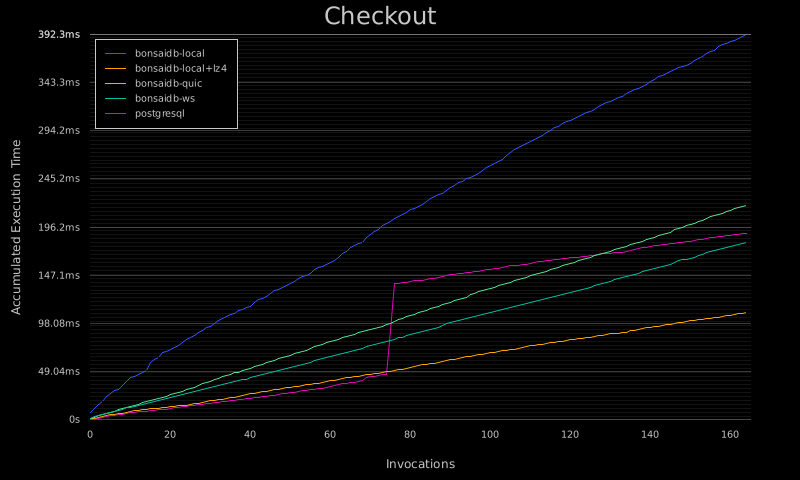 Checkout
392.3ms
343.3ms
294.2ms
245.2ms
196.2ms
147.1ms
98.08ms
49.04ms
0s
Accumulated Execution Time
bonsaidb-local
bonsaidb-local+lz4
bonsaidb-quic
bonsaidb-ws
postgresql
0 20 40 60 80 100 120 140 160
Invocations